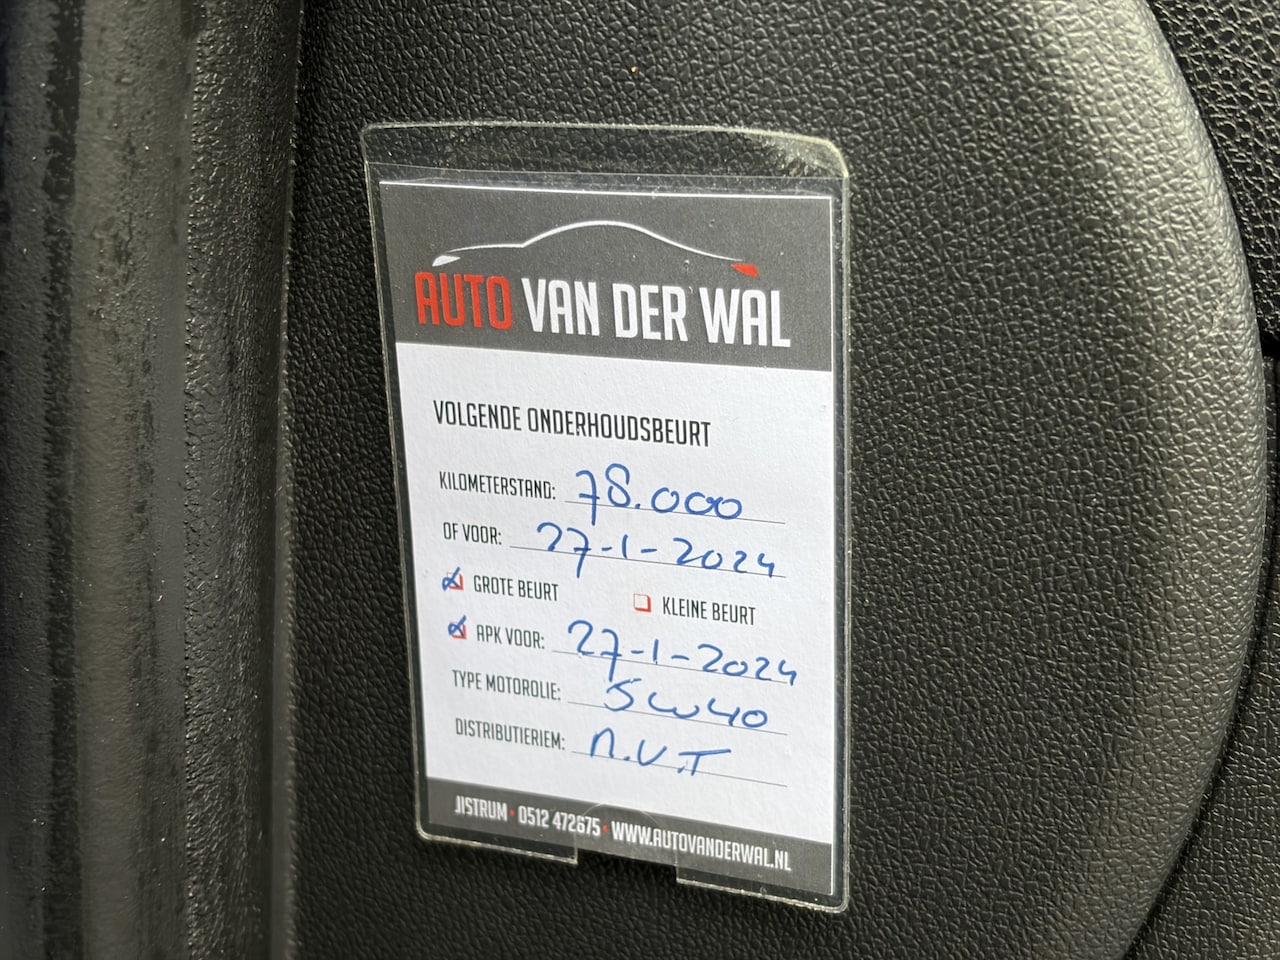 AUTO VAN DER WAL
VOLGENDE ONDERHOUDSBEURT
KILOMETERSTAND: 78.000
OF VOOR: 27-1-2024
GROTE BEURT KLEINE BEURT
APK VOOR: 27-1-2024
TYPE MOTOROLIE: 5W40
DISTRIBUTIERIEM: n.v.T
JISTRUM • 0512 472675 • WWW.AUTOVANDERWAL.NL